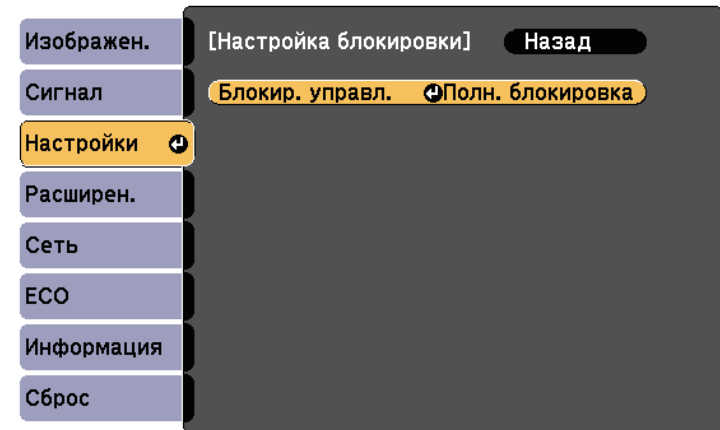 Изображен.
Сигнал
Настройки
Расширен.
Сеть
ECO
Информация
Сброс
[Настройка блокировки] Назад
Блокир. управл. Полн. блокировка